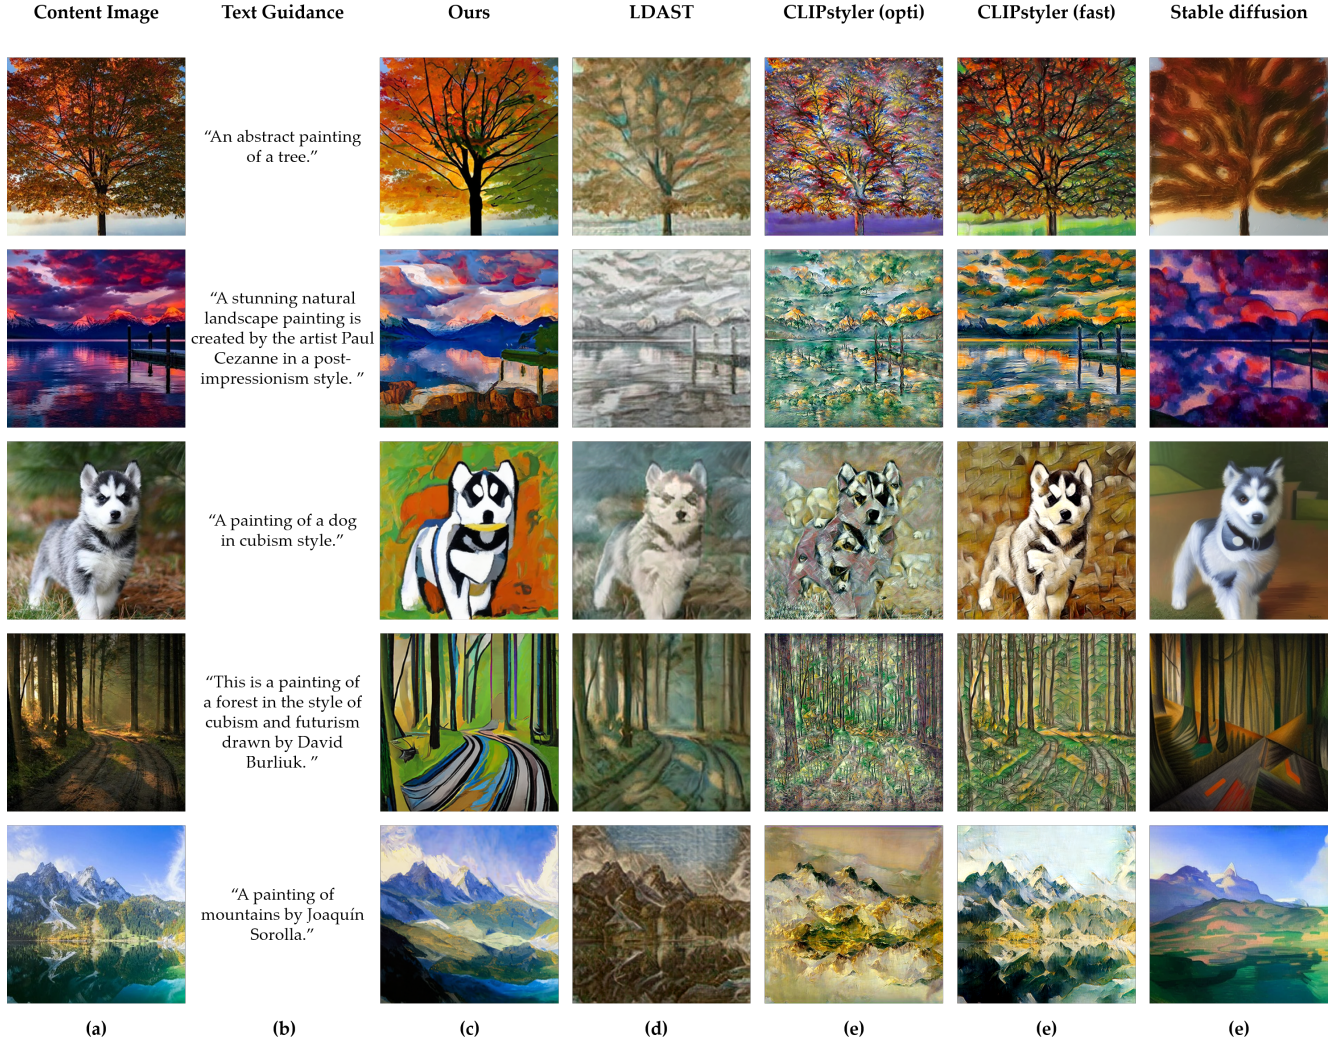 Content Image
Text Guidance
Ours
LDAST
CLIPstyler (opti)
CLIPstyler (fast)
Stable diffusion
“An abstract painting
of a tree.”
“A stunning natural
landscape painting is
created by the artist Paul
Cezanne in a post-
impressionism style. ”
“A painting of a dog
in cubism style.”
“This is a painting of
a forest in the style of
cubism and futurism
drawn by David
Burliuk. ”
“A painting of
mountains by Joaquín
Sorolla.”
(a)
(b)
(c)
(d)
(e)
(e)
(e)